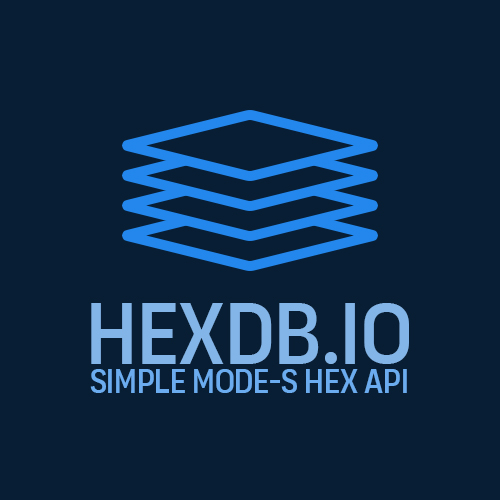 HEXDB.IO
SIMPLE MODE-S HEX API